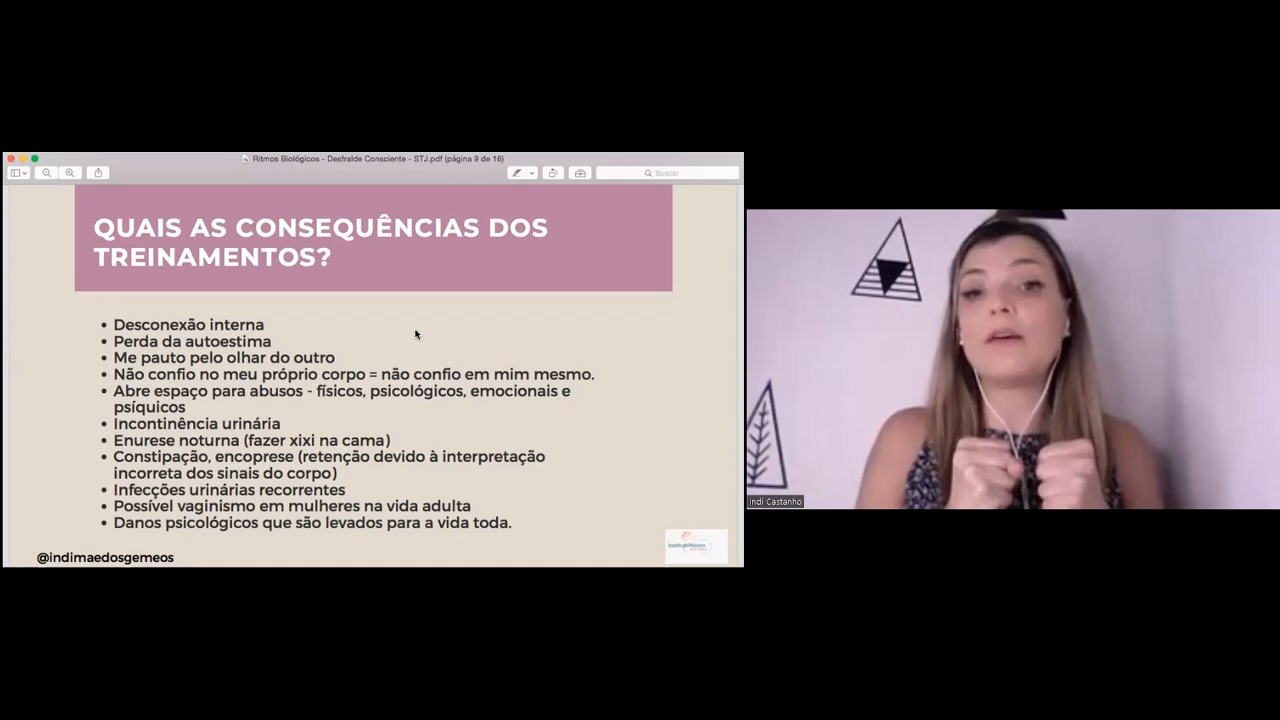 Ritmos Biológicos - Desfralde Consciente - STJ.pdf (página 9 de 16)
Buscar
QUAIS AS CONSEQUÊNCIAS DOS
TREINAMENTOS?
• Desconexão interna
• Perda da autoestima
• Me pauto pelo olhar do outro
• Não confio no meu próprio corpo = não confio em mim mesmo.
• Abre espaço para abusos - físicos, psicológicos, emocionais e
psíquicos
• Incontinência urinária
• Enurese noturna (fazer xixi na cama)
• Constipação, encoprese (retenção devido à interpretação
incorreta dos sinais do corpo)
• Infecções urinárias recorrentes
• Possível vaginismo em mulheres na vida adulta
• Danos psicológicos que são levados para a vida toda.
@indimaedosgemeos
Indi Castanho